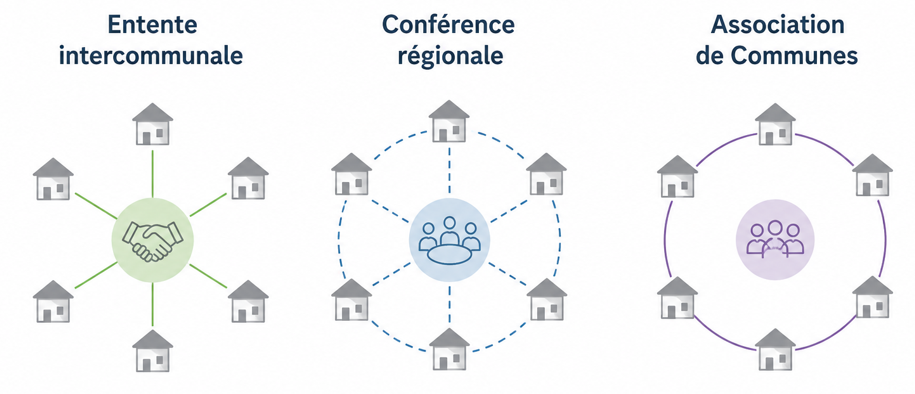 Entente
intercommunale
Conférence
régionale
Association
de Communes